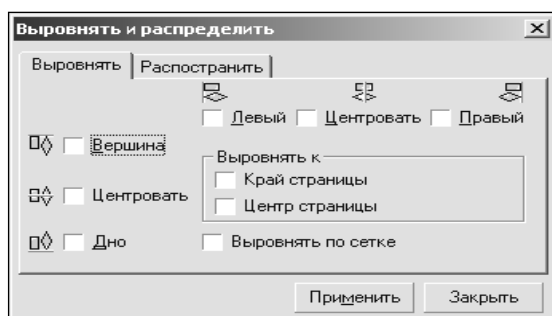 Выровнять и распределить
Выровнять Распостранить
Левый Центровать Правый
Вершина
Выровнять к
Край страницы
Центровать
Центр страницы
Дно
Выровнять по сетке
Применить Закрыть